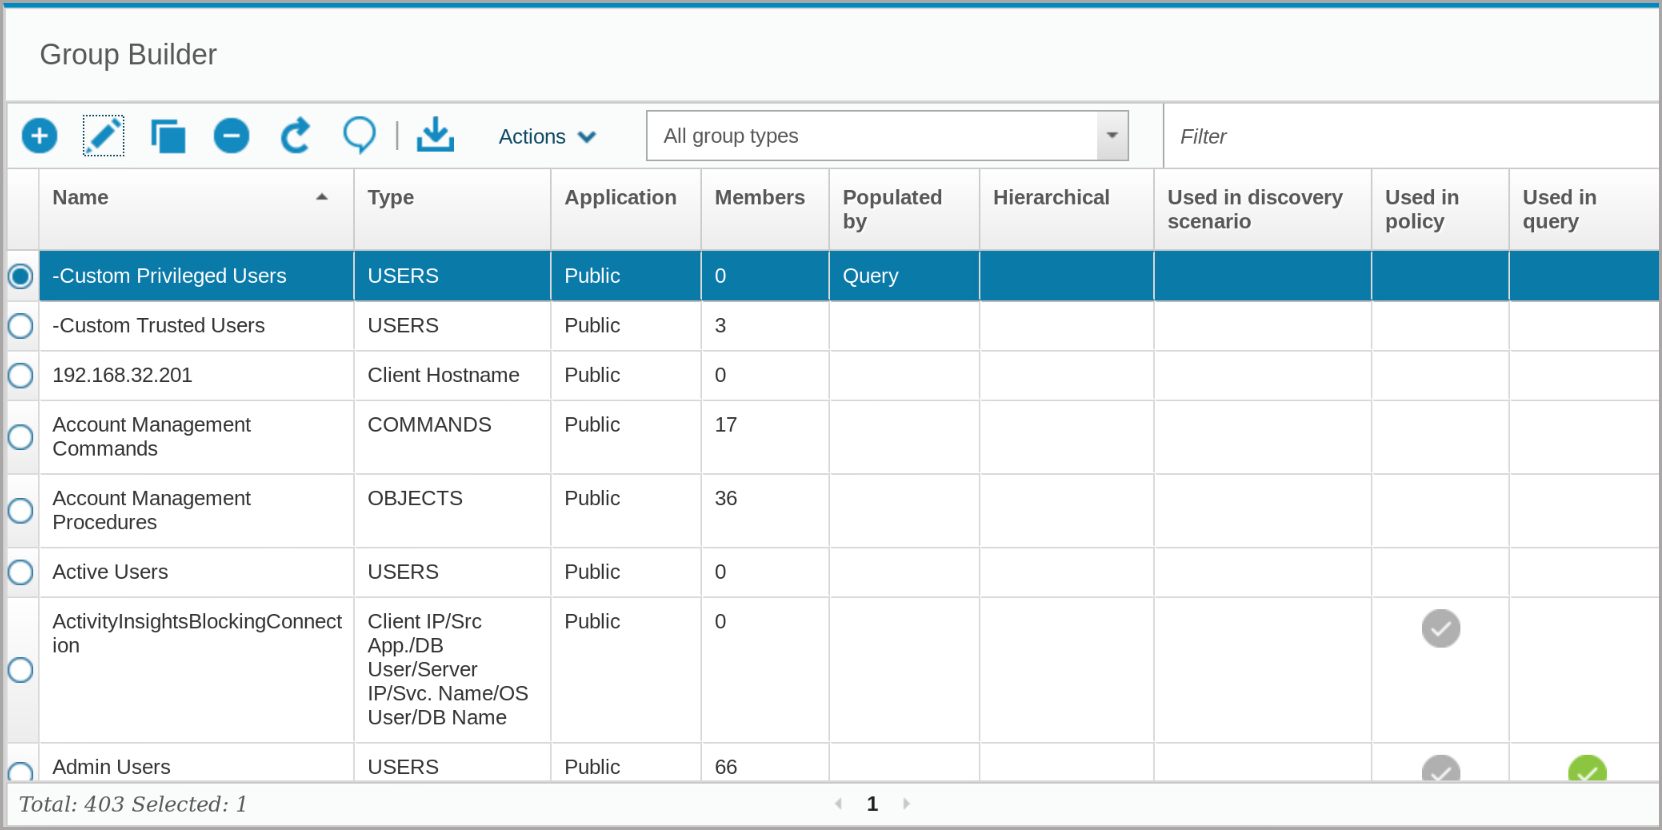 Group Builder
Actions
All group types
Filter
Name
Type
Application
Members
Populated
by
Hierarchical
Used in discovery
scenario
Used in
policy
Used in
query
-Custom Privileged Users
USERS
Public
0
Query
-Custom Trusted Users
USERS
Public
3
192.168.32.201
Client Hostname
Public
0
Account Management
Commands
COMMANDS
Public
17
Account Management
Procedures
OBJECTS
Public
36
Active Users
USERS
Public
0
ActivityInsightsBlockingConnect
ion
Client IP/Src
App./DB
User/Server
IP/Svc. Name/OS
User/DB Name
Public
0
Admin Users
USERS
Public
66
Total: 403 Selected: 1
1